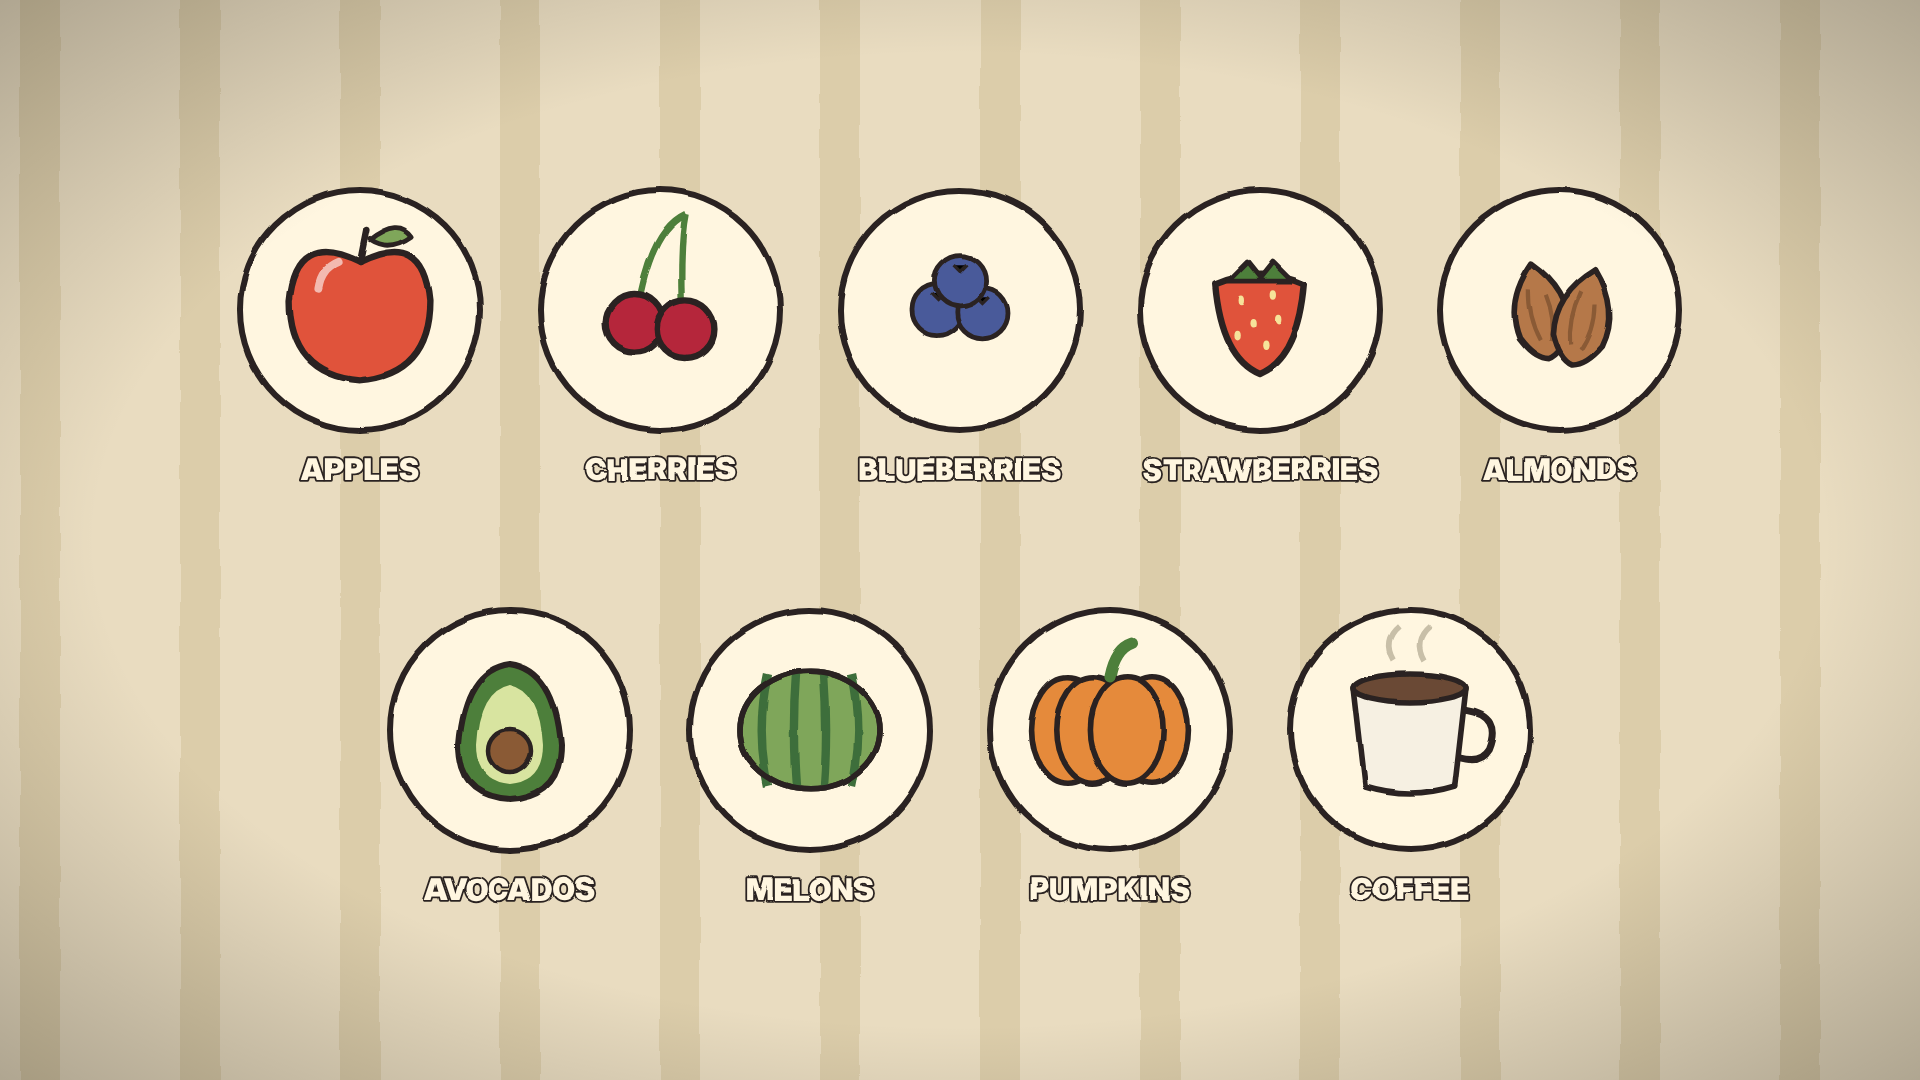 APPLES
CHERRIES
BLUEBERRIES
STRAWBERRIES
ALMONDS
AVOCADOS
MELONS
PUMPKINS
COFFEE